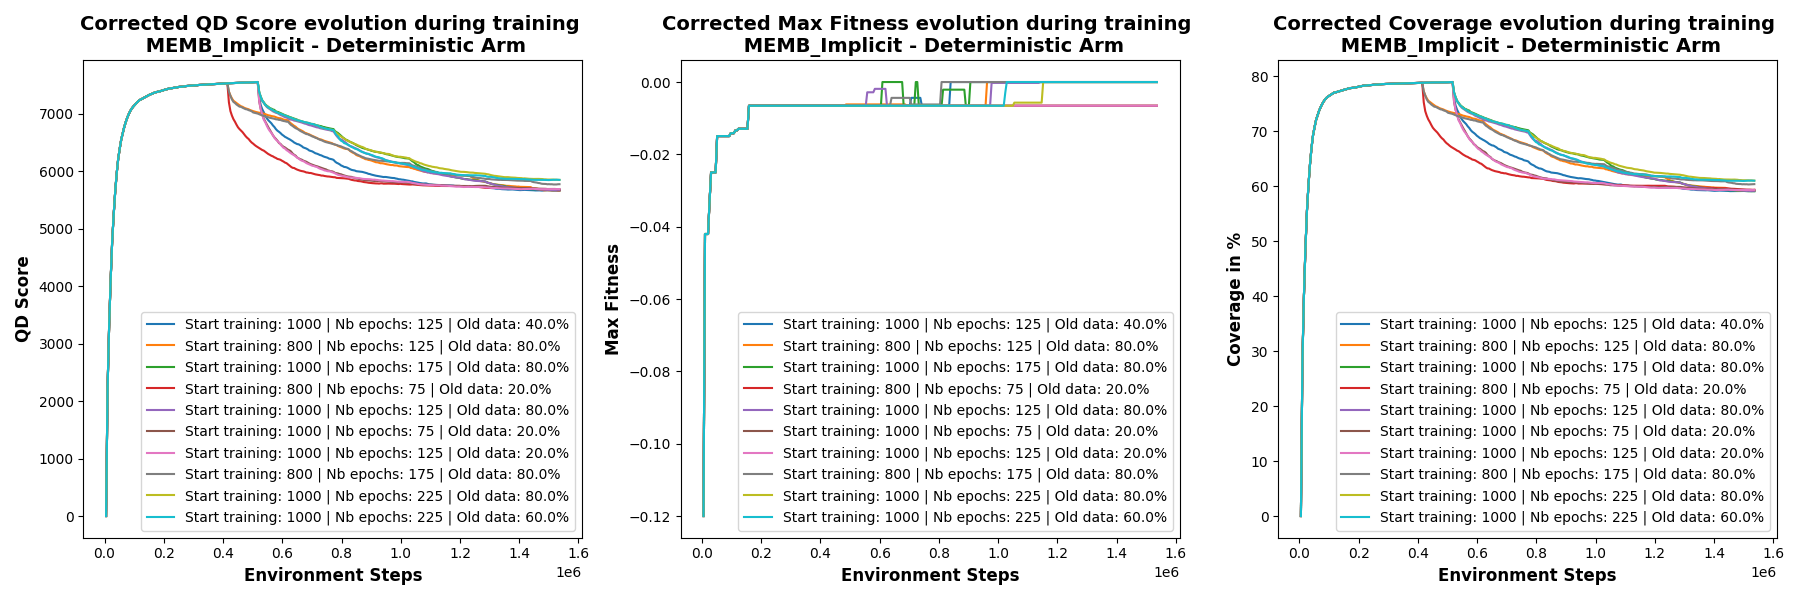 Corrected QD Score evolution during training
MEMB_Implicit - Deterministic Arm
QD Score
7000
6000
5000
4000
3000
2000
1000
0
Start training: 1000 | Nb epochs: 125 | Old data: 40.0%
Start training: 800 | Nb epochs: 125 | Old data: 80.0%
Start training: 1000 | Nb epochs: 175 | Old data: 80.0%
Start training: 800 | Nb epochs: 75 | Old data: 20.0%
Start training: 1000 | Nb epochs: 125 | Old data: 80.0%
Start training: 1000 | Nb epochs: 75 | Old data: 20.0%
Start training: 1000 | Nb epochs: 125 | Old data: 20.0%
Start training: 800 | Nb epochs: 175 | Old data: 80.0%
Start training: 1000 | Nb epochs: 225 | Old data: 80.0%
Start training: 1000 | Nb epochs: 225 | Old data: 60.0%
0.0 0.2 0.4 0.6 0.8 1.0 1.2 1.4 1.6
1e6
Environment Steps
Corrected Max Fitness evolution during training
MEMB_Implicit - Deterministic Arm
Max Fitness
0.00
−0.02
−0.04
−0.06
−0.08
−0.10
−0.12
Start training: 1000 | Nb epochs: 125 | Old data: 40.0%
Start training: 800 | Nb epochs: 125 | Old data: 80.0%
Start training: 1000 | Nb epochs: 175 | Old data: 80.0%
Start training: 800 | Nb epochs: 75 | Old data: 20.0%
Start training: 1000 | Nb epochs: 125 | Old data: 80.0%
Start training: 1000 | Nb epochs: 75 | Old data: 20.0%
Start training: 1000 | Nb epochs: 125 | Old data: 20.0%
Start training: 800 | Nb epochs: 175 | Old data: 80.0%
Start training: 1000 | Nb epochs: 225 | Old data: 80.0%
Start training: 1000 | Nb epochs: 225 | Old data: 60.0%
0.0 0.2 0.4 0.6 0.8 1.0 1.2 1.4 1.6
1e6
Environment Steps
Corrected Coverage evolution during training
MEMB_Implicit - Deterministic Arm
Coverage in %
80
70
60
50
40
30
20
10
0
Start training: 1000 | Nb epochs: 125 | Old data: 40.0%
Start training: 800 | Nb epochs: 125 | Old data: 80.0%
Start training: 1000 | Nb epochs: 175 | Old data: 80.0%
Start training: 800 | Nb epochs: 75 | Old data: 20.0%
Start training: 1000 | Nb epochs: 125 | Old data: 80.0%
Start training: 1000 | Nb epochs: 75 | Old data: 20.0%
Start training: 1000 | Nb epochs: 125 | Old data: 20.0%
Start training: 800 | Nb epochs: 175 | Old data: 80.0%
Start training: 1000 | Nb epochs: 225 | Old data: 80.0%
Start training: 1000 | Nb epochs: 225 | Old data: 60.0%
0.0 0.2 0.4 0.6 0.8 1.0 1.2 1.4 1.6
1e6
Environment Steps